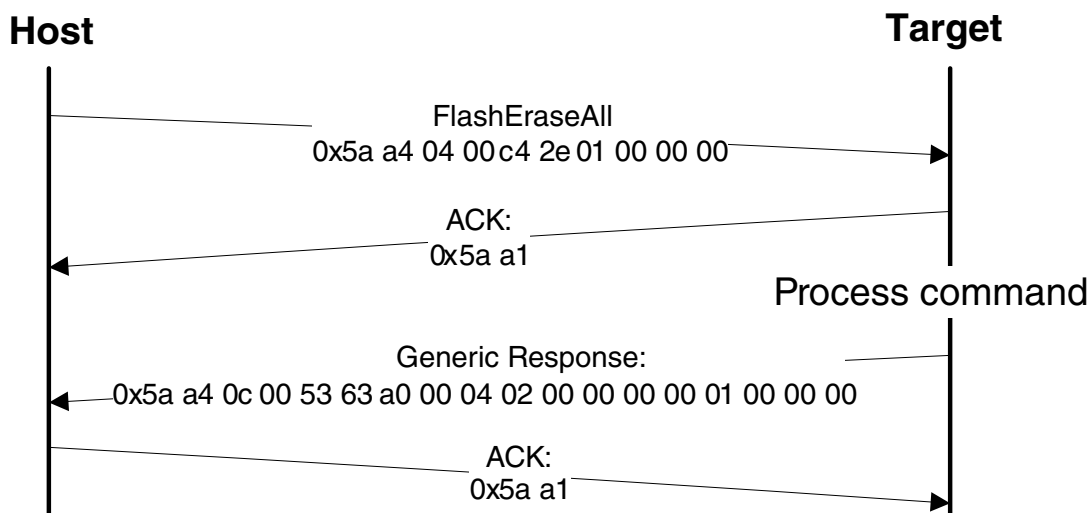 Host
Target
FlashEraseAll
0x5a a4 04 00 c4 2e 01 00 00 00
ACK:
0x5a a1
Process command
Generic Response:
0x5a a4 0c 00 53 63 a0 00 04 02 00 00 00 00 01 00 00 00
ACK:
0x5a a1